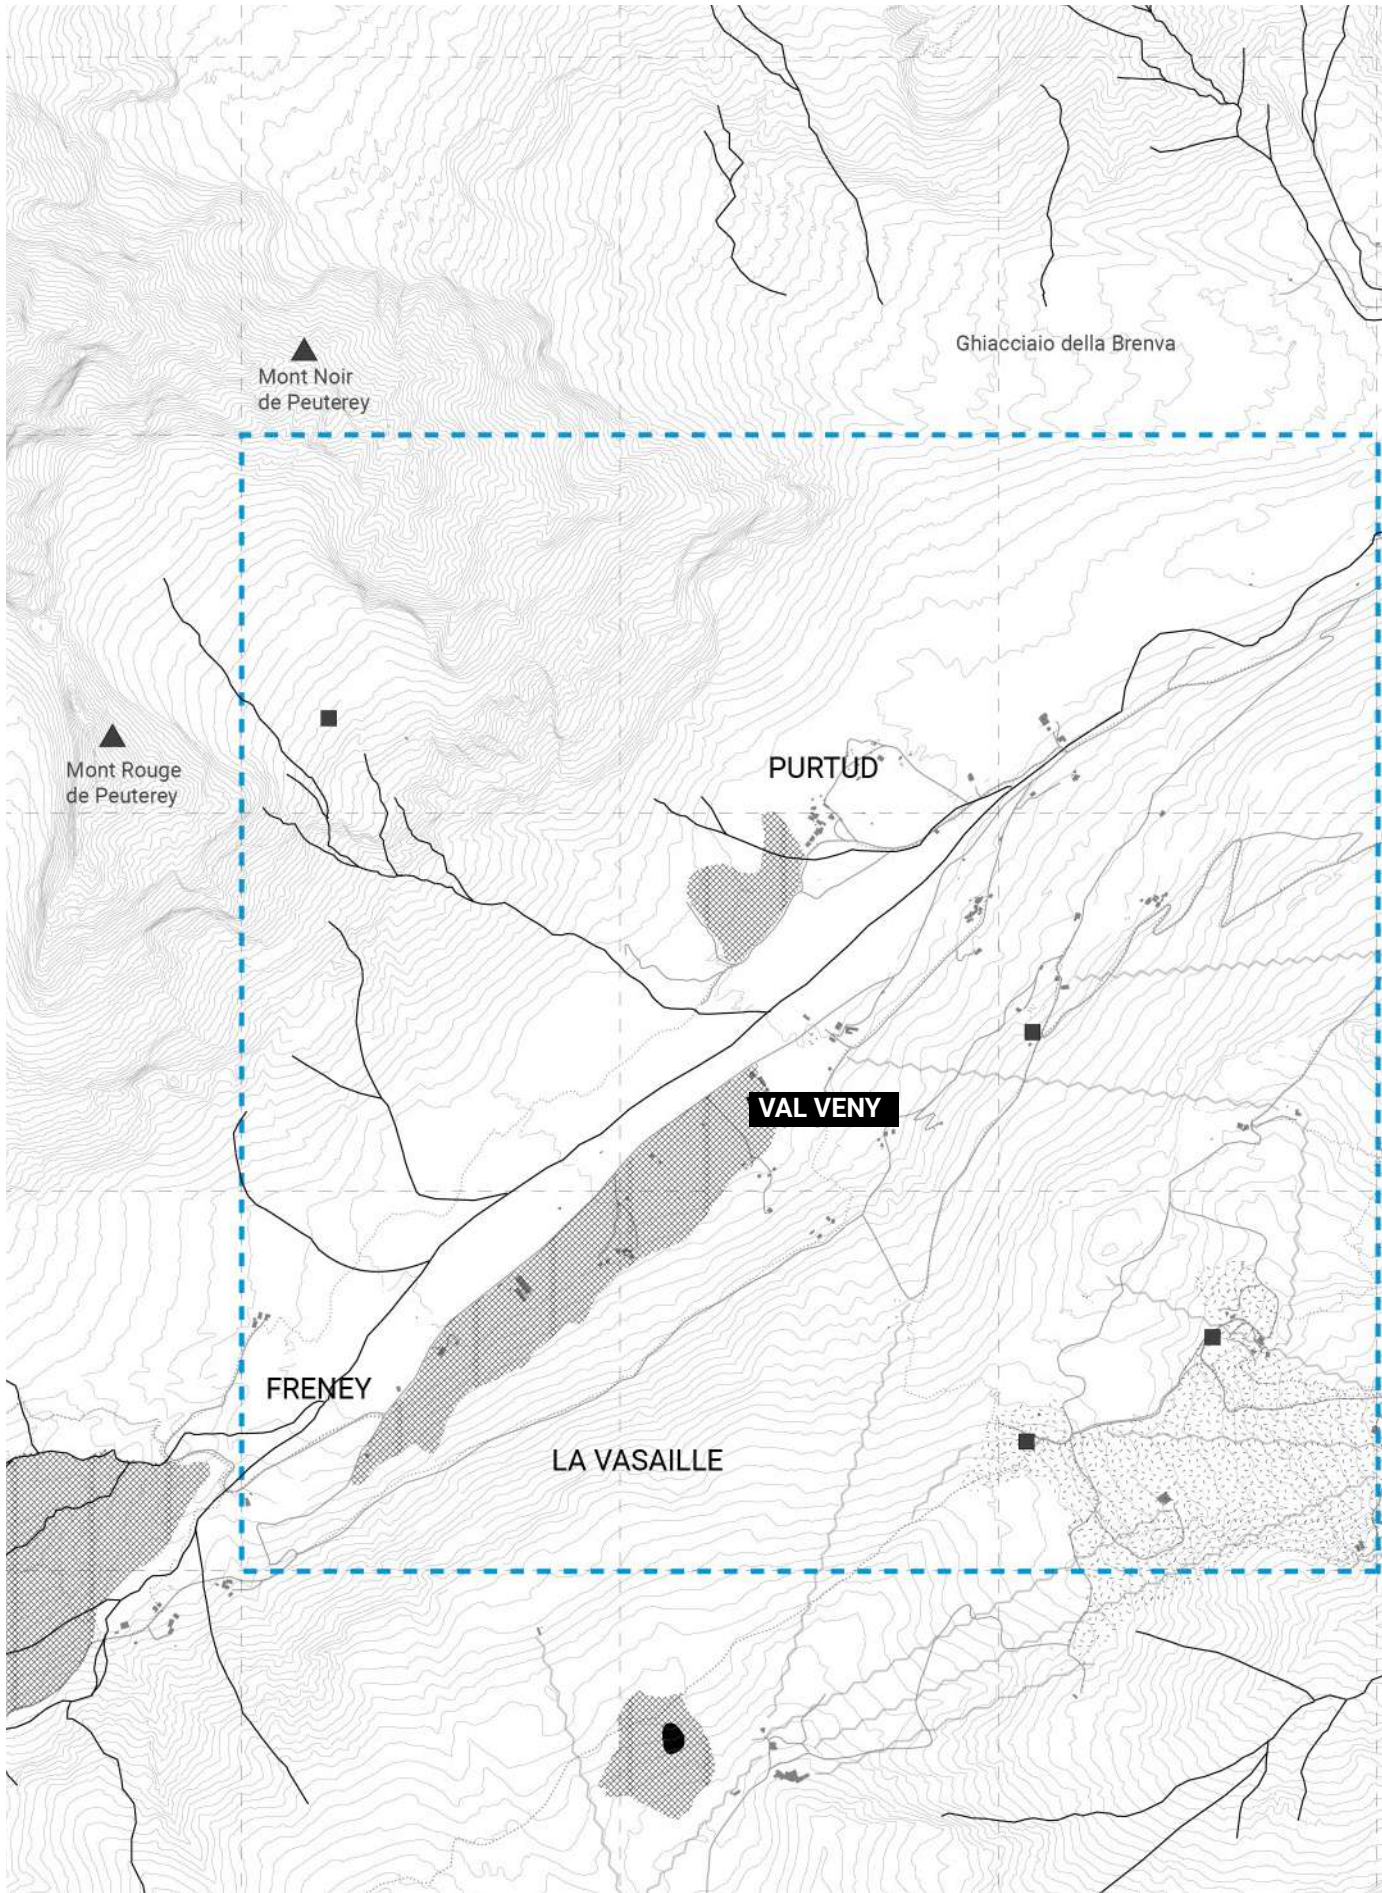 Ghiacciaio della Brenva
Mont Noir
de Peuterey
Mont Rouge
de Peuterey
PURTUD
VAL VENY
FRENEY
LA VASAILLE